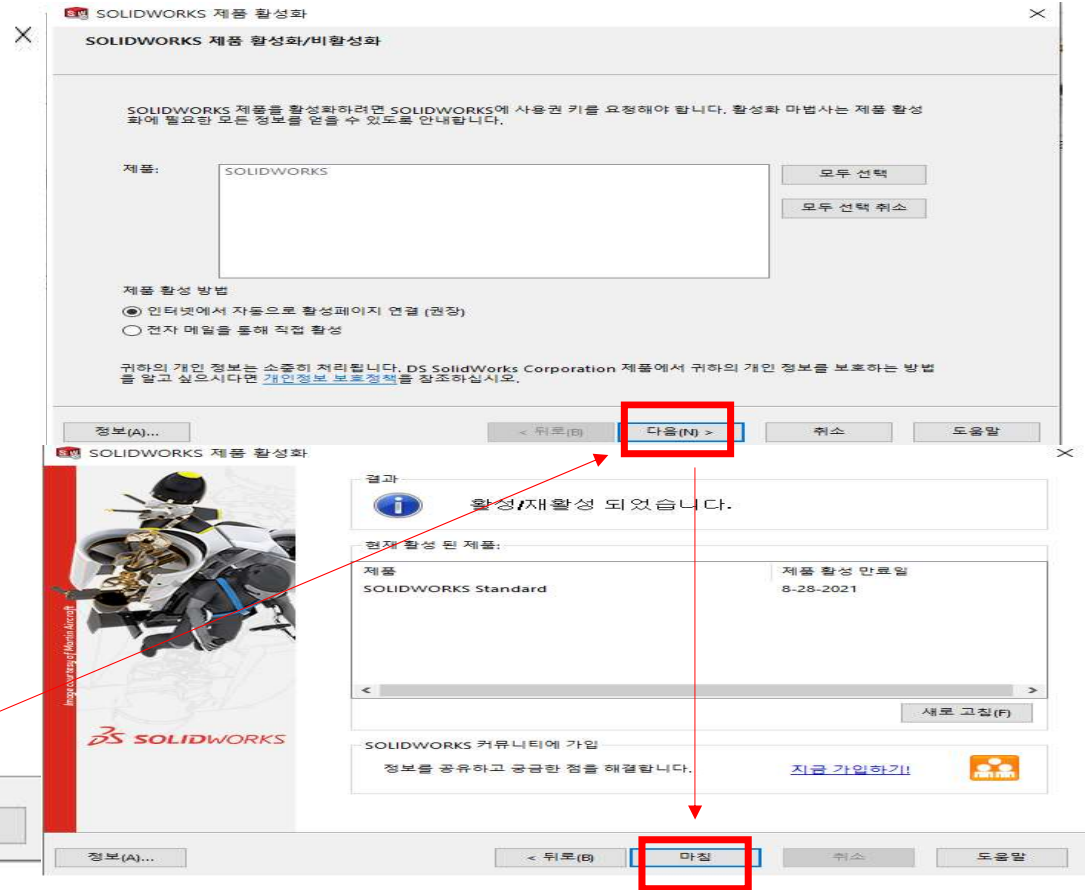 SOLIDWORKS 제품 활성화
SOLIDWORKS 제품 활성화/비활성화
SOLIDWORKS 제품을 활성화하려면 SOLIDWORKS에 사용권 키를 요청해야 합니다. 활성화 마법사는 제품 활성
화에 필요한 모든 정보를 얻을 수 있도록 안내합니다.
제품:
SOLIDWORKS
모두 선택
모두 선택 취소
제품 활성 방법
인터넷에서 자동으로 활성페이지 연결 (권장)
전자 메일을 통해 직접 활성
귀하의 개인 정보는 소중히 처리됩니다. DS SolidWorks Corporation 제품에서 귀하의 개인 정보를 보호하는 방법
을 알고 싶으시다면 개인정보 보호정책를 참조하십시오.
정보(A)...
< 뒤로(B)
다음(N) >
취소
도움말
SOLIDWORKS 제품 활성화
결과
활성/재활성 되었습니다.
현재 활성 된 제품:
제품 제품 활성 만료일
SOLIDWORKS Standard 8-28-2021
새로 고침(F)
Image courtesy of Martin Aircraft
SOLIDWORKS
SOLIDWORKS 커뮤니티에 가입
정보를 공유하고 궁금한 점을 해결합니다.
지금 가입하기!
정보(A)...
< 뒤로(B)
마침
취소
도움말